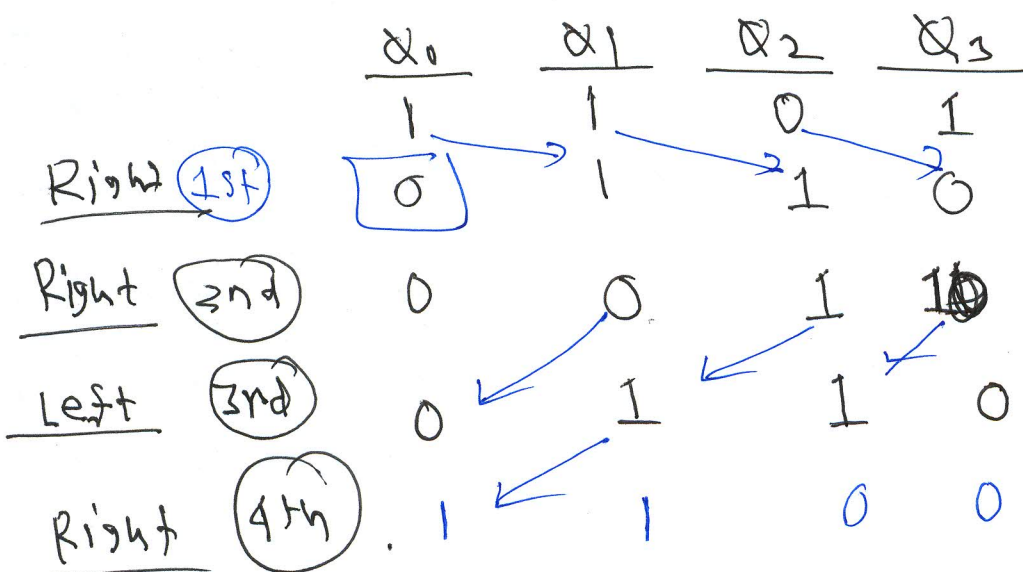 Q0 Q1 Q2 Q3
1 1 0 1
Right 1st 0 1 1 0
Right 2nd 0 0 1 1
Left 3rd 0 1 1 0
Right 4th . 1 1 0 0